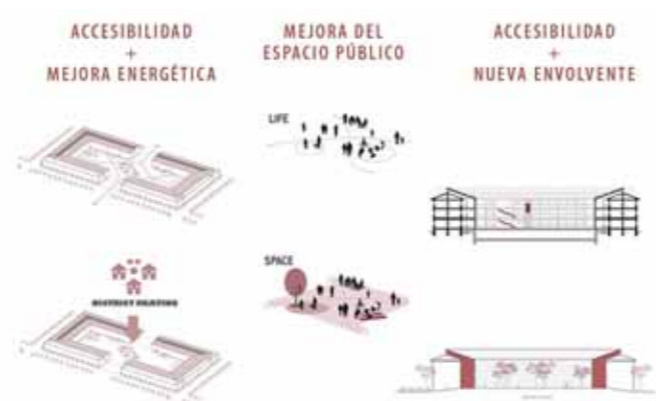 ACCESIBILIDAD
+
MEJORA ENERGÉTICA
MEJORA DEL
ESPACIO PÚBLICO
ACCESIBILIDAD
+
NUEVA ENVOLVENTE
LIFE
SPACE
DISTRICT HEATING